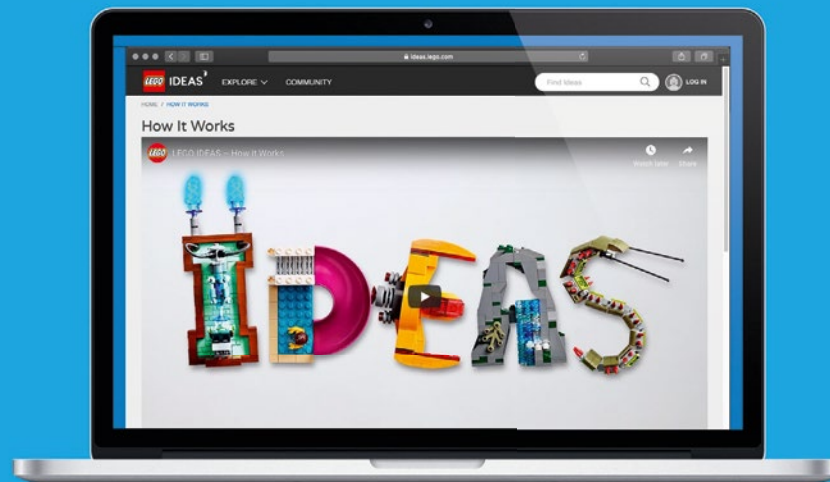 ideas.lego.com
LEGO IDEAS EXPLORE COMMUNITY Find Ideas LOG IN
HOME / HOW IT WORKS
How It Works
LEGO LEGO IDEAS – How it Works
Watch later Share
IDEAS